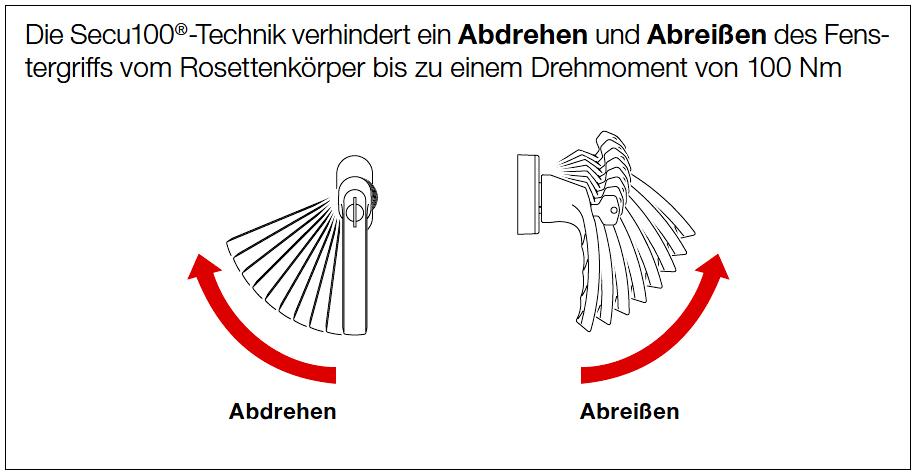 Die Secu100®-Technik verhindert ein Abdrehen und Abreißen des Fens-
tergriffs vom Rosettenkörper bis zu einem Drehmoment von 100 Nm
Abdrehen
Abreißen